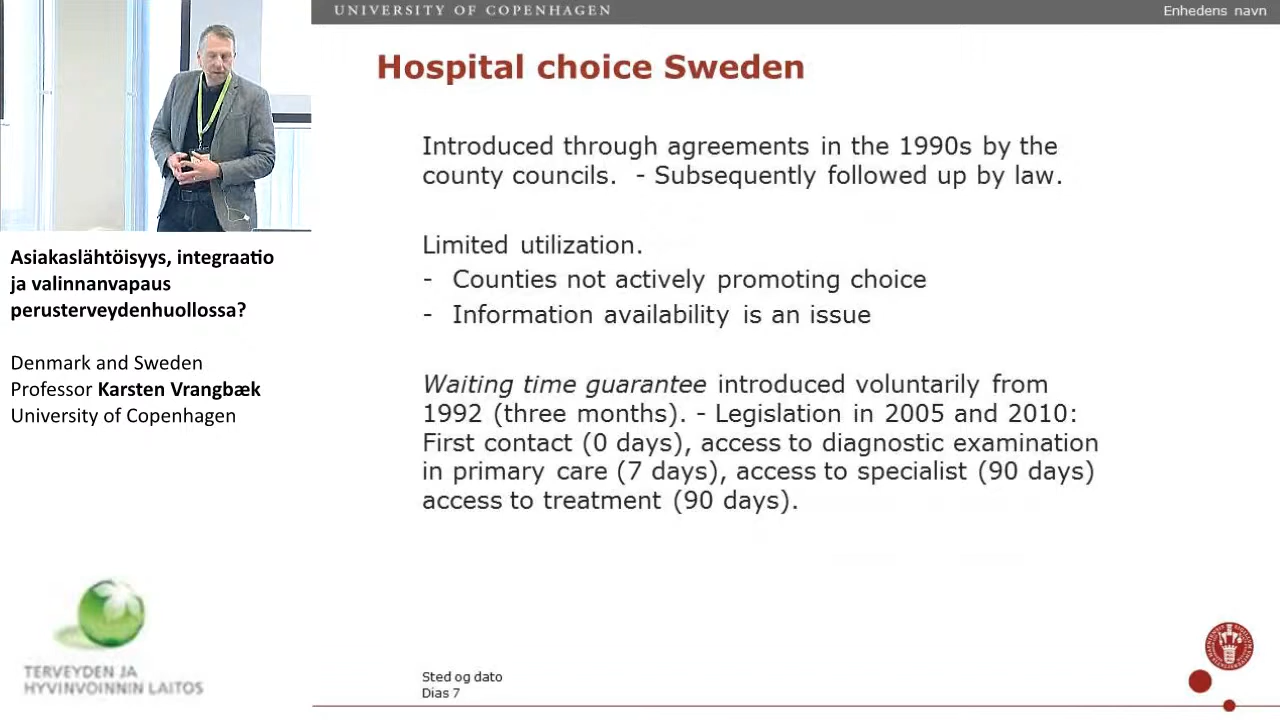 UNIVERSITY OF COPENHAGEN
Enhedens navn
Hospital choice Sweden
Introduced through agreements in the 1990s by the
county councils.  - Subsequently followed up by law.
Limited utilization.
- Counties not actively promoting choice
- Information availability is an issue
Waiting time guarantee introduced voluntarily from
1992 (three months). - Legislation in 2005 and 2010:
First contact (0 days), access to diagnostic examination
in primary care (7 days), access to specialist (90 days)
access to treatment (90 days).
Sted og dato
Dias 7
Asiakaslähtöisyys, integraatio
ja valinnanvapaus
perusterveydenhuollossa?
Denmark and Sweden
Professor Karsten Vrangbæk
University of Copenhagen
TERVEYDEN JA
HYVINVOINNIN LAITOS